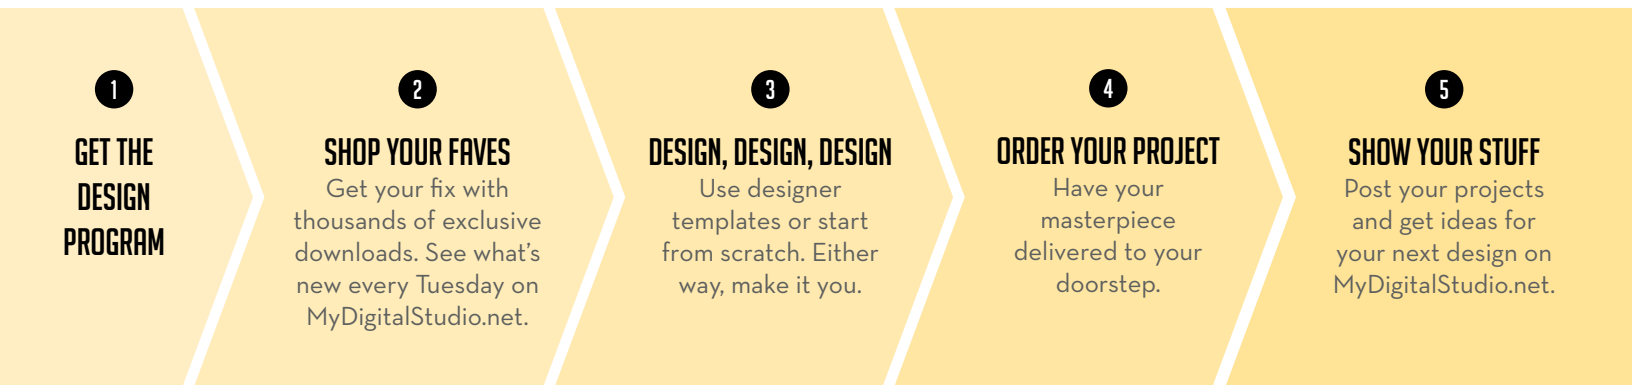 1
GET THE
DESIGN
PROGRAM
2
SHOP YOUR FAVES
Get your fix with
thousands of exclusive
downloads. See what's
new every Tuesday on
MyDigitalStudio.net.
3
DESIGN, DESIGN, DESIGN
Use designer
templates or start
from scratch. Either
way, make it you.
4
ORDER YOUR PROJECT
Have your
masterpiece
delivered to your
doorstep.
5
SHOW YOUR STUFF
Post your projects
and get ideas for
your next design on
MyDigitalStudio.net.